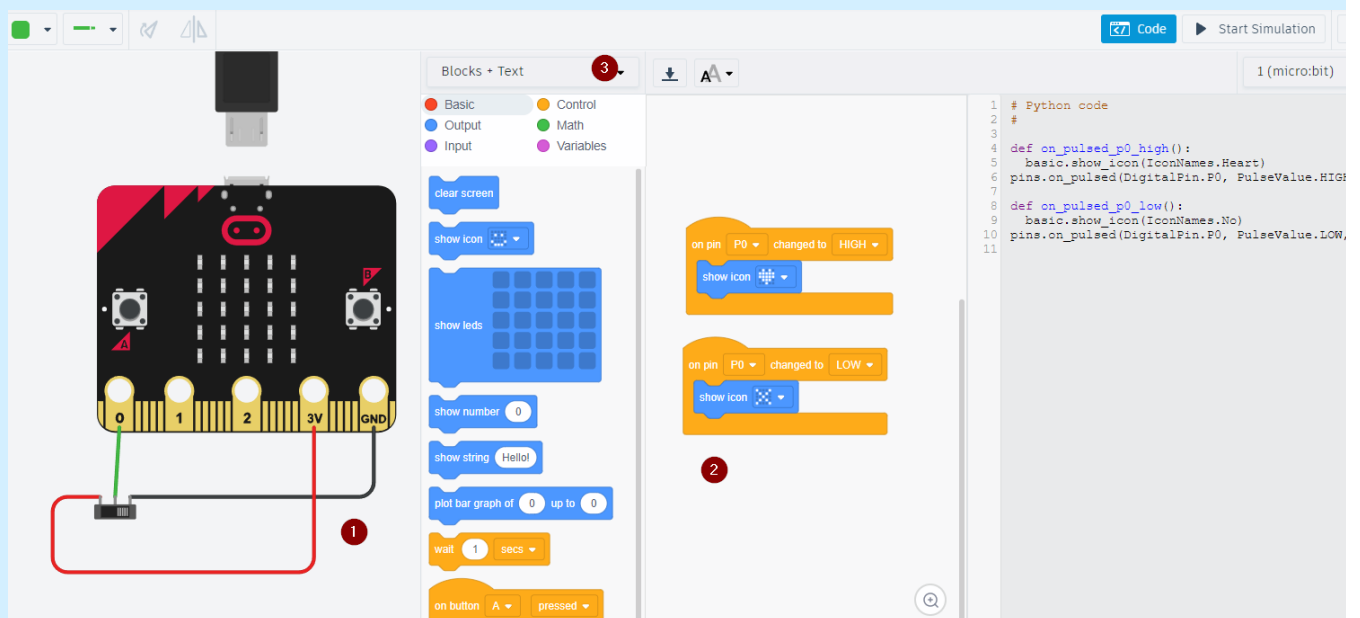 Code
Start Simulation
Blocks + Text
3
1 (micro:bit)
Basic
Control
Output
Math
Input
Variables
clear screen
show icon
show leds
show number 0
show string Hello!
plot bar graph of 0 up to 0
wait 1 secs
on button A pressed
AA
on pin P0 changed to HIGH
show icon
on pin P0 changed to LOW
show icon
2
1 # Python code
2 #
3
4 def on_pulsed_p0_high():
5 basic.show_icon(IconNames.Heart)
6 pins.on_pulsed(DigitalPin.P0, PulseValue.HIGH
7
8 def on_pulsed_p0_low():
9 basic.show_icon(IconNames.No)
10 pins.on_pulsed(DigitalPin.P0, PulseValue.LOW,
11
B
A
0 1 2 3V GND
1